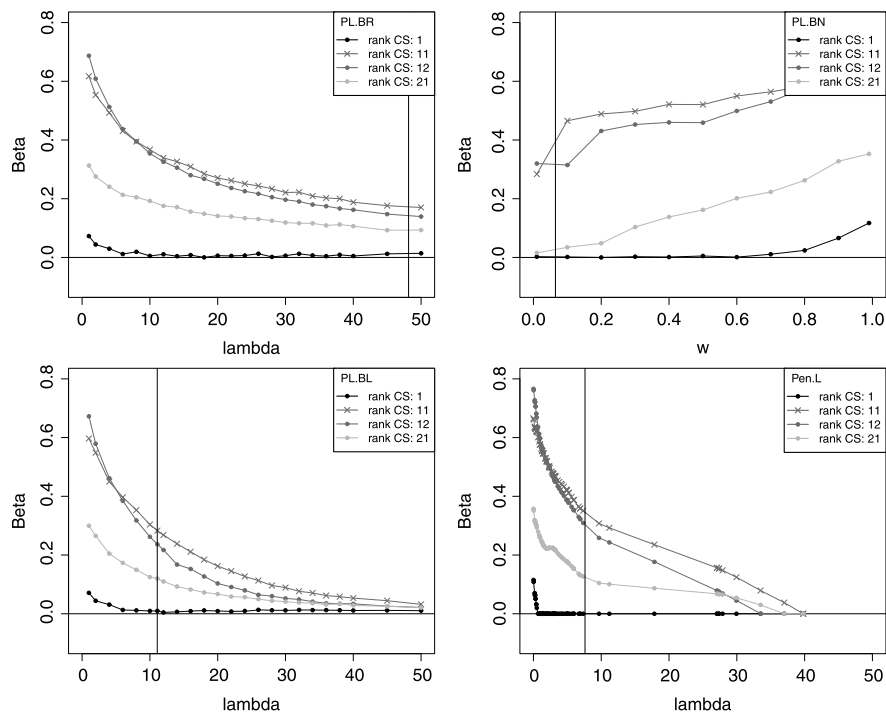 PL.BR
rank CS: 1
rank CS: 11
rank CS: 12
rank CS: 21
0.8
0.6
0.4
0.2
0.0
Beta
0 10 20 30 40 50
lambda
PL.BN
rank CS: 1
rank CS: 11
rank CS: 12
rank CS: 21
0.8
0.6
0.4
0.2
0.0
Beta
0.0 0.2 0.4 0.6 0.8 1.0
w
PL.BL
rank CS: 1
rank CS: 11
rank CS: 12
rank CS: 21
0.8
0.6
0.4
0.2
0.0
Beta
0 10 20 30 40 50
lambda
Pen.L
rank CS: 1
rank CS: 11
rank CS: 12
rank CS: 21
0.8
0.6
0.4
0.2
0.0
Beta
0 10 20 30 40 50
lambda